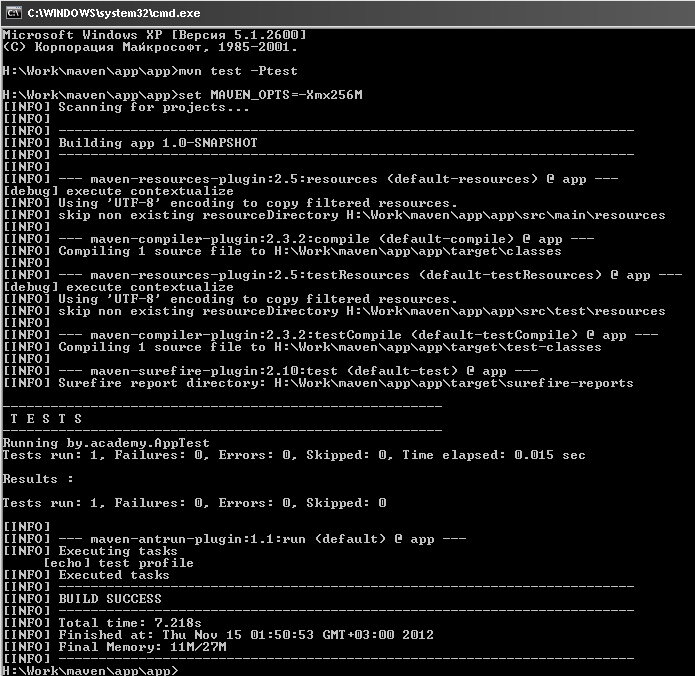 C:\WINDOWS\system32\cmd.exe
Microsoft Windows XP [Версия 5.1.2600]
(С) Корпорация Майкрософт, 1985-2001.
H:\Work\maven\app\app>mvn test -Ptest
H:\Work\maven\app\app>set MAVEN_OPTS=-Xmx256M
[INFO] Scanning for projects...
[INFO]
[INFO] ------------------------------------------------------------------------
[INFO] Building app 1.0-SNAPSHOT
[INFO] ------------------------------------------------------------------------
[INFO]
[INFO] --- maven-resources-plugin:2.5:resources (default-resources) @ app ---
[debug] execute contextualize
[INFO] Using 'UTF-8' encoding to copy filtered resources.
[INFO] skip non existing resourceDirectory H:\Work\maven\app\app\src\main\resources
[INFO]
[INFO] --- maven-compiler-plugin:2.3.2:compile (default-compile) @ app ---
[INFO] Compiling 1 source file to H:\Work\maven\app\app\target\classes
[INFO]
[INFO] --- maven-resources-plugin:2.5:testResources (default-testResources) @ app ---
[debug] execute contextualize
[INFO] Using 'UTF-8' encoding to copy filtered resources.
[INFO] skip non existing resourceDirectory H:\Work\maven\app\app\src\test\resources
[INFO]
[INFO] --- maven-compiler-plugin:2.3.2:testCompile (default-testCompile) @ app ---
[INFO] Compiling 1 source file to H:\Work\maven\app\app\target\test-classes
[INFO]
[INFO] --- maven-surefire-plugin:2.10:test (default-test) @ app ---
[INFO] Surefire report directory: H:\Work\maven\app\app\target\surefire-reports
-------------------------------------------------------
T E S T S
-------------------------------------------------------
Running by.academy.AppTest
Tests run: 1, Failures: 0, Errors: 0, Skipped: 0, Time elapsed: 0.015 sec
Results :
Tests run: 1, Failures: 0, Errors: 0, Skipped: 0
[INFO]
[INFO] --- maven-antrun-plugin:1.1:run (default) @ app ---
[INFO] Executing tasks
[echo] test profile
[INFO] Executed tasks
[INFO] ------------------------------------------------------------------------
[INFO] BUILD SUCCESS
[INFO] ------------------------------------------------------------------------
[INFO] Total time: 7.218s
[INFO] Finished at: Thu Nov 15 01:50:53 GMT+03:00 2012
[INFO] Final Memory: 11M/27M
[INFO] ------------------------------------------------------------------------
H:\Work\maven\app\app>